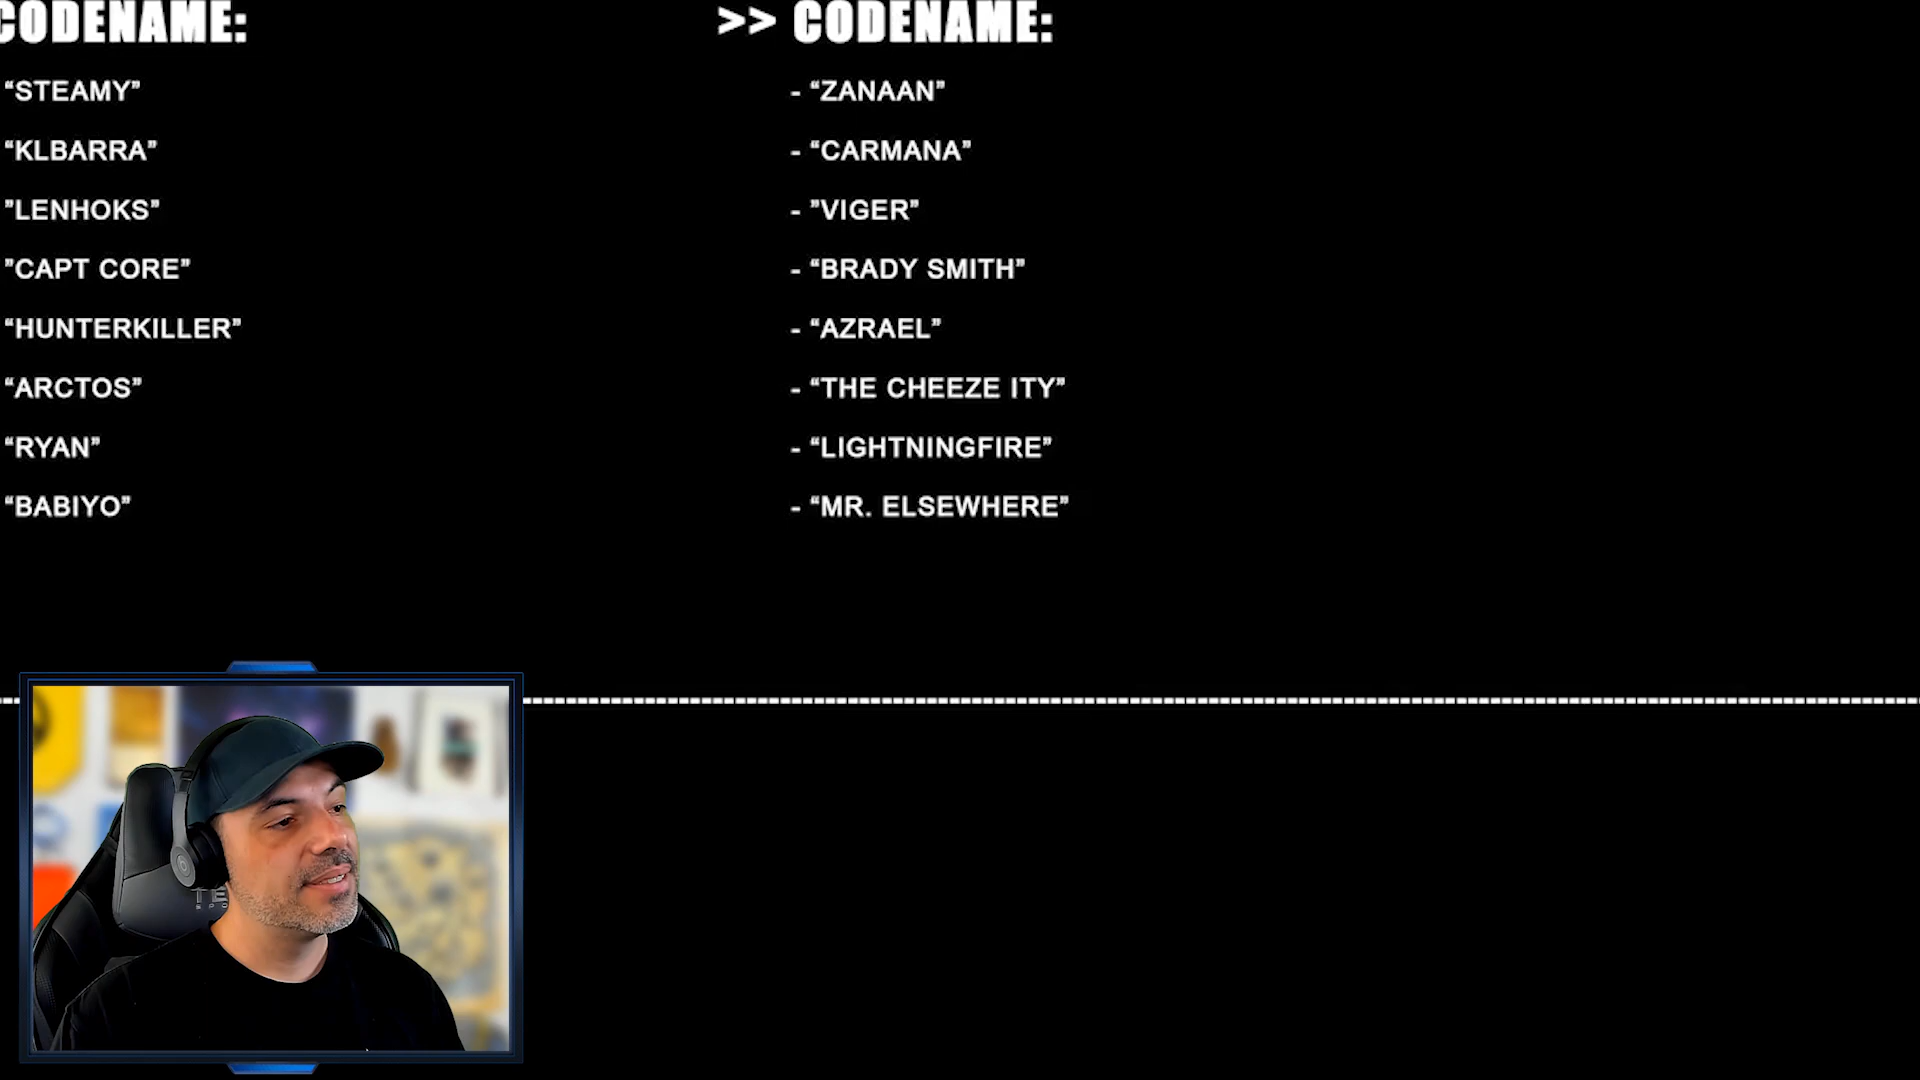 CODENAME:
“STEAMY”
“KLBARRA”
”LENHOKS”
”CAPT CORE”
“HUNTERKILLER”
“ARCTOS”
“RYAN”
“BABIYO”
>> CODENAME:
- “ZANAAN”
- “CARMANA”
- ”VIGER”
- “BRADY SMITH”
- “AZRAEL”
- “THE CHEEZE ITY”
- “LIGHTNINGFIRE”
- “MR. ELSEWHERE”